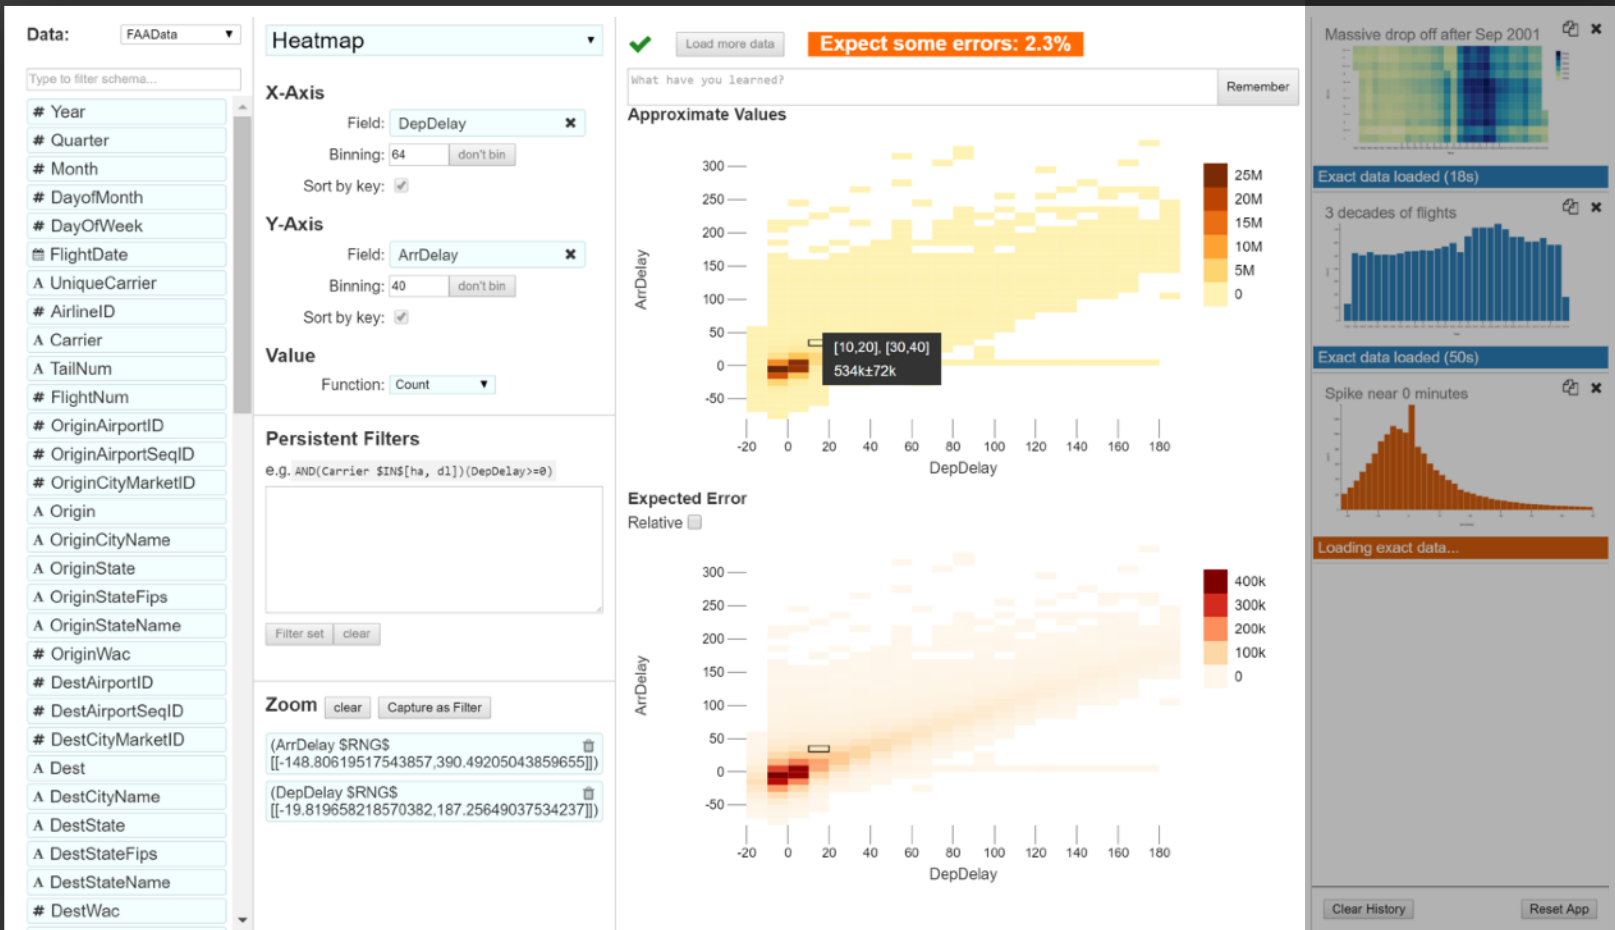 Data:
FAAData
Type to filter schema...
# Year
# Quarter
# Month
# DayofMonth
# DayOfWeek
FlightDate
A UniqueCarrier
# AirlineID
A Carrier
A TailNum
# FlightNum
# OriginAirportID
# OriginAirportSeqID
# OriginCityMarketID
A Origin
A OriginCityName
A OriginState
A OriginStateFips
A OriginStateName
# OriginWac
# DestAirportID
# DestAirportSeqID
# DestCityMarketID
A Dest
A DestCityName
A DestState
A DestStateFips
A DestStateName
# DestWac
Heatmap
X-Axis
Field: DepDelay
Binning: 64 don't bin
Sort by key:
Y-Axis
Field: ArrDelay
Binning: 40 don't bin
Sort by key:
Value
Function: Count
Persistent Filters
e.g. AND(Carrier $IN$[ha, dl])(DepDelay>=0)
Filter set clear
Zoom clear Capture as Filter
(ArrDelay $RNG$
[[-148.80619517543857,390.49205043859655]])
(DepDelay $RNG$
[[-19.819658218570382,187.25649037534237]])
Load more data
Expect some errors: 2.3%
What have you learned?
Remember
Approximate Values
300
250
200
150
100
50
0
-50
ArrDelay
[10,20], [30,40]
534k±72k
-20 0 20 40 60 80 100 120 140 160 180
DepDelay
25M
20M
15M
10M
5M
0
Expected Error
Relative
300
250
200
150
100
50
0
-50
ArrDelay
-20 0 20 40 60 80 100 120 140 160 180
DepDelay
400k
300k
200k
100k
0
Massive drop off after Sep 2001
Exact data loaded (18s)
3 decades of flights
Exact data loaded (50s)
Spike near 0 minutes
Loading exact data...
Clear History
Reset App